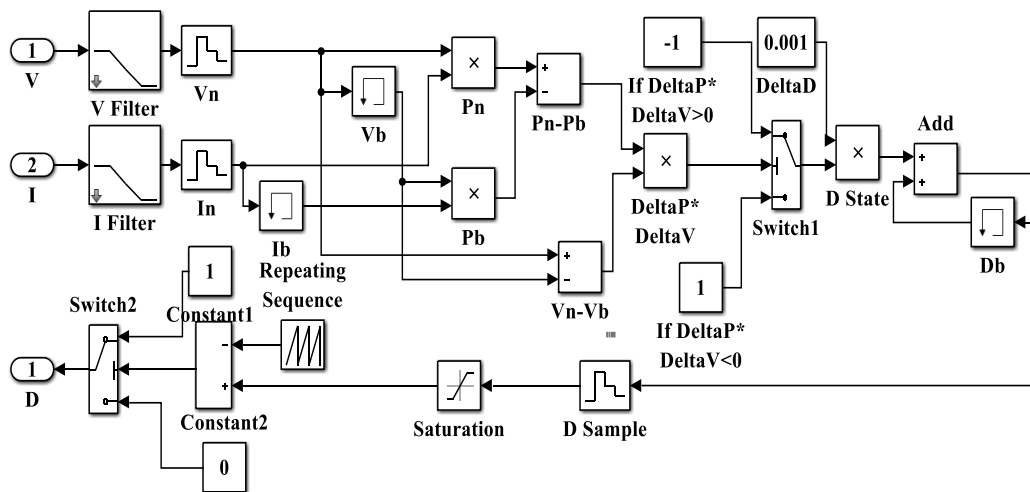 1
V
V Filter
Vn
Vb
×
Pn
+
−
Pn-Pb
-1
If DeltaP*
DeltaV>0
0.001
DeltaD
2
I
I Filter
In
Ib
×
Pb
×
DeltaP*
DeltaV
Switch1
×
D State
Add
+
+
Db
+
−
Vn-Vb
1
If DeltaP*
DeltaV<0
Repeating
Sequence
1
Constant1
Switch2
1
D
−
+
Constant2
0
Saturation
D Sample